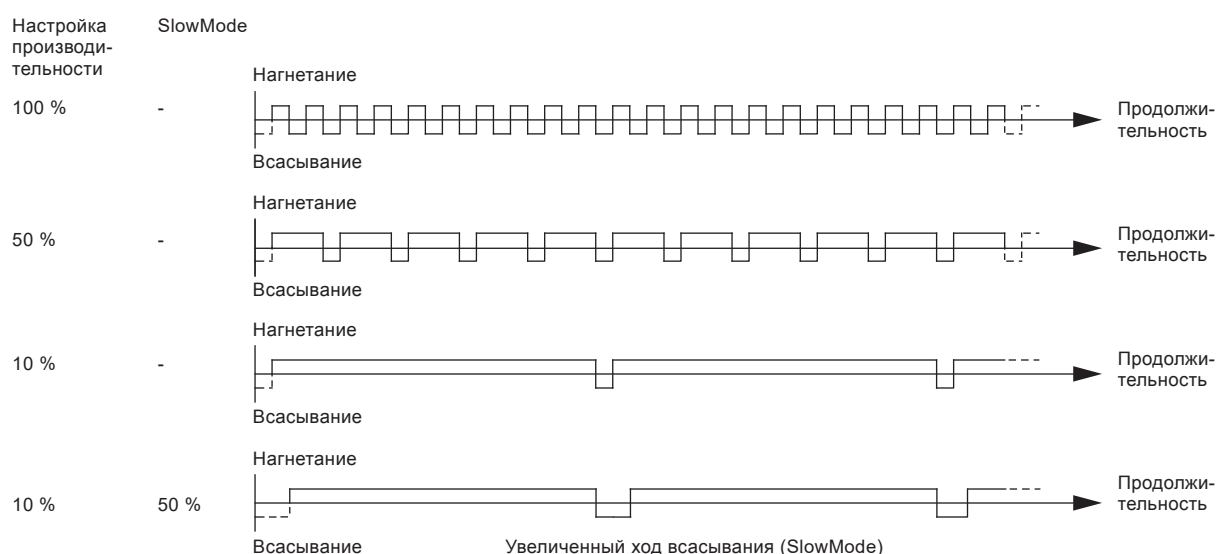 Настройка
производи-
тельности
SlowMode
Нагнетание
100 %
-
Продолжи-
тельность
Всасывание
Нагнетание
50 %
-
Продолжи-
тельность
Всасывание
Нагнетание
10 %
-
Продолжи-
тельность
Всасывание
Нагнетание
10 %
50 %
Продолжи-
тельность
Всасывание
Увеличенный ход всасывания (SlowMode)